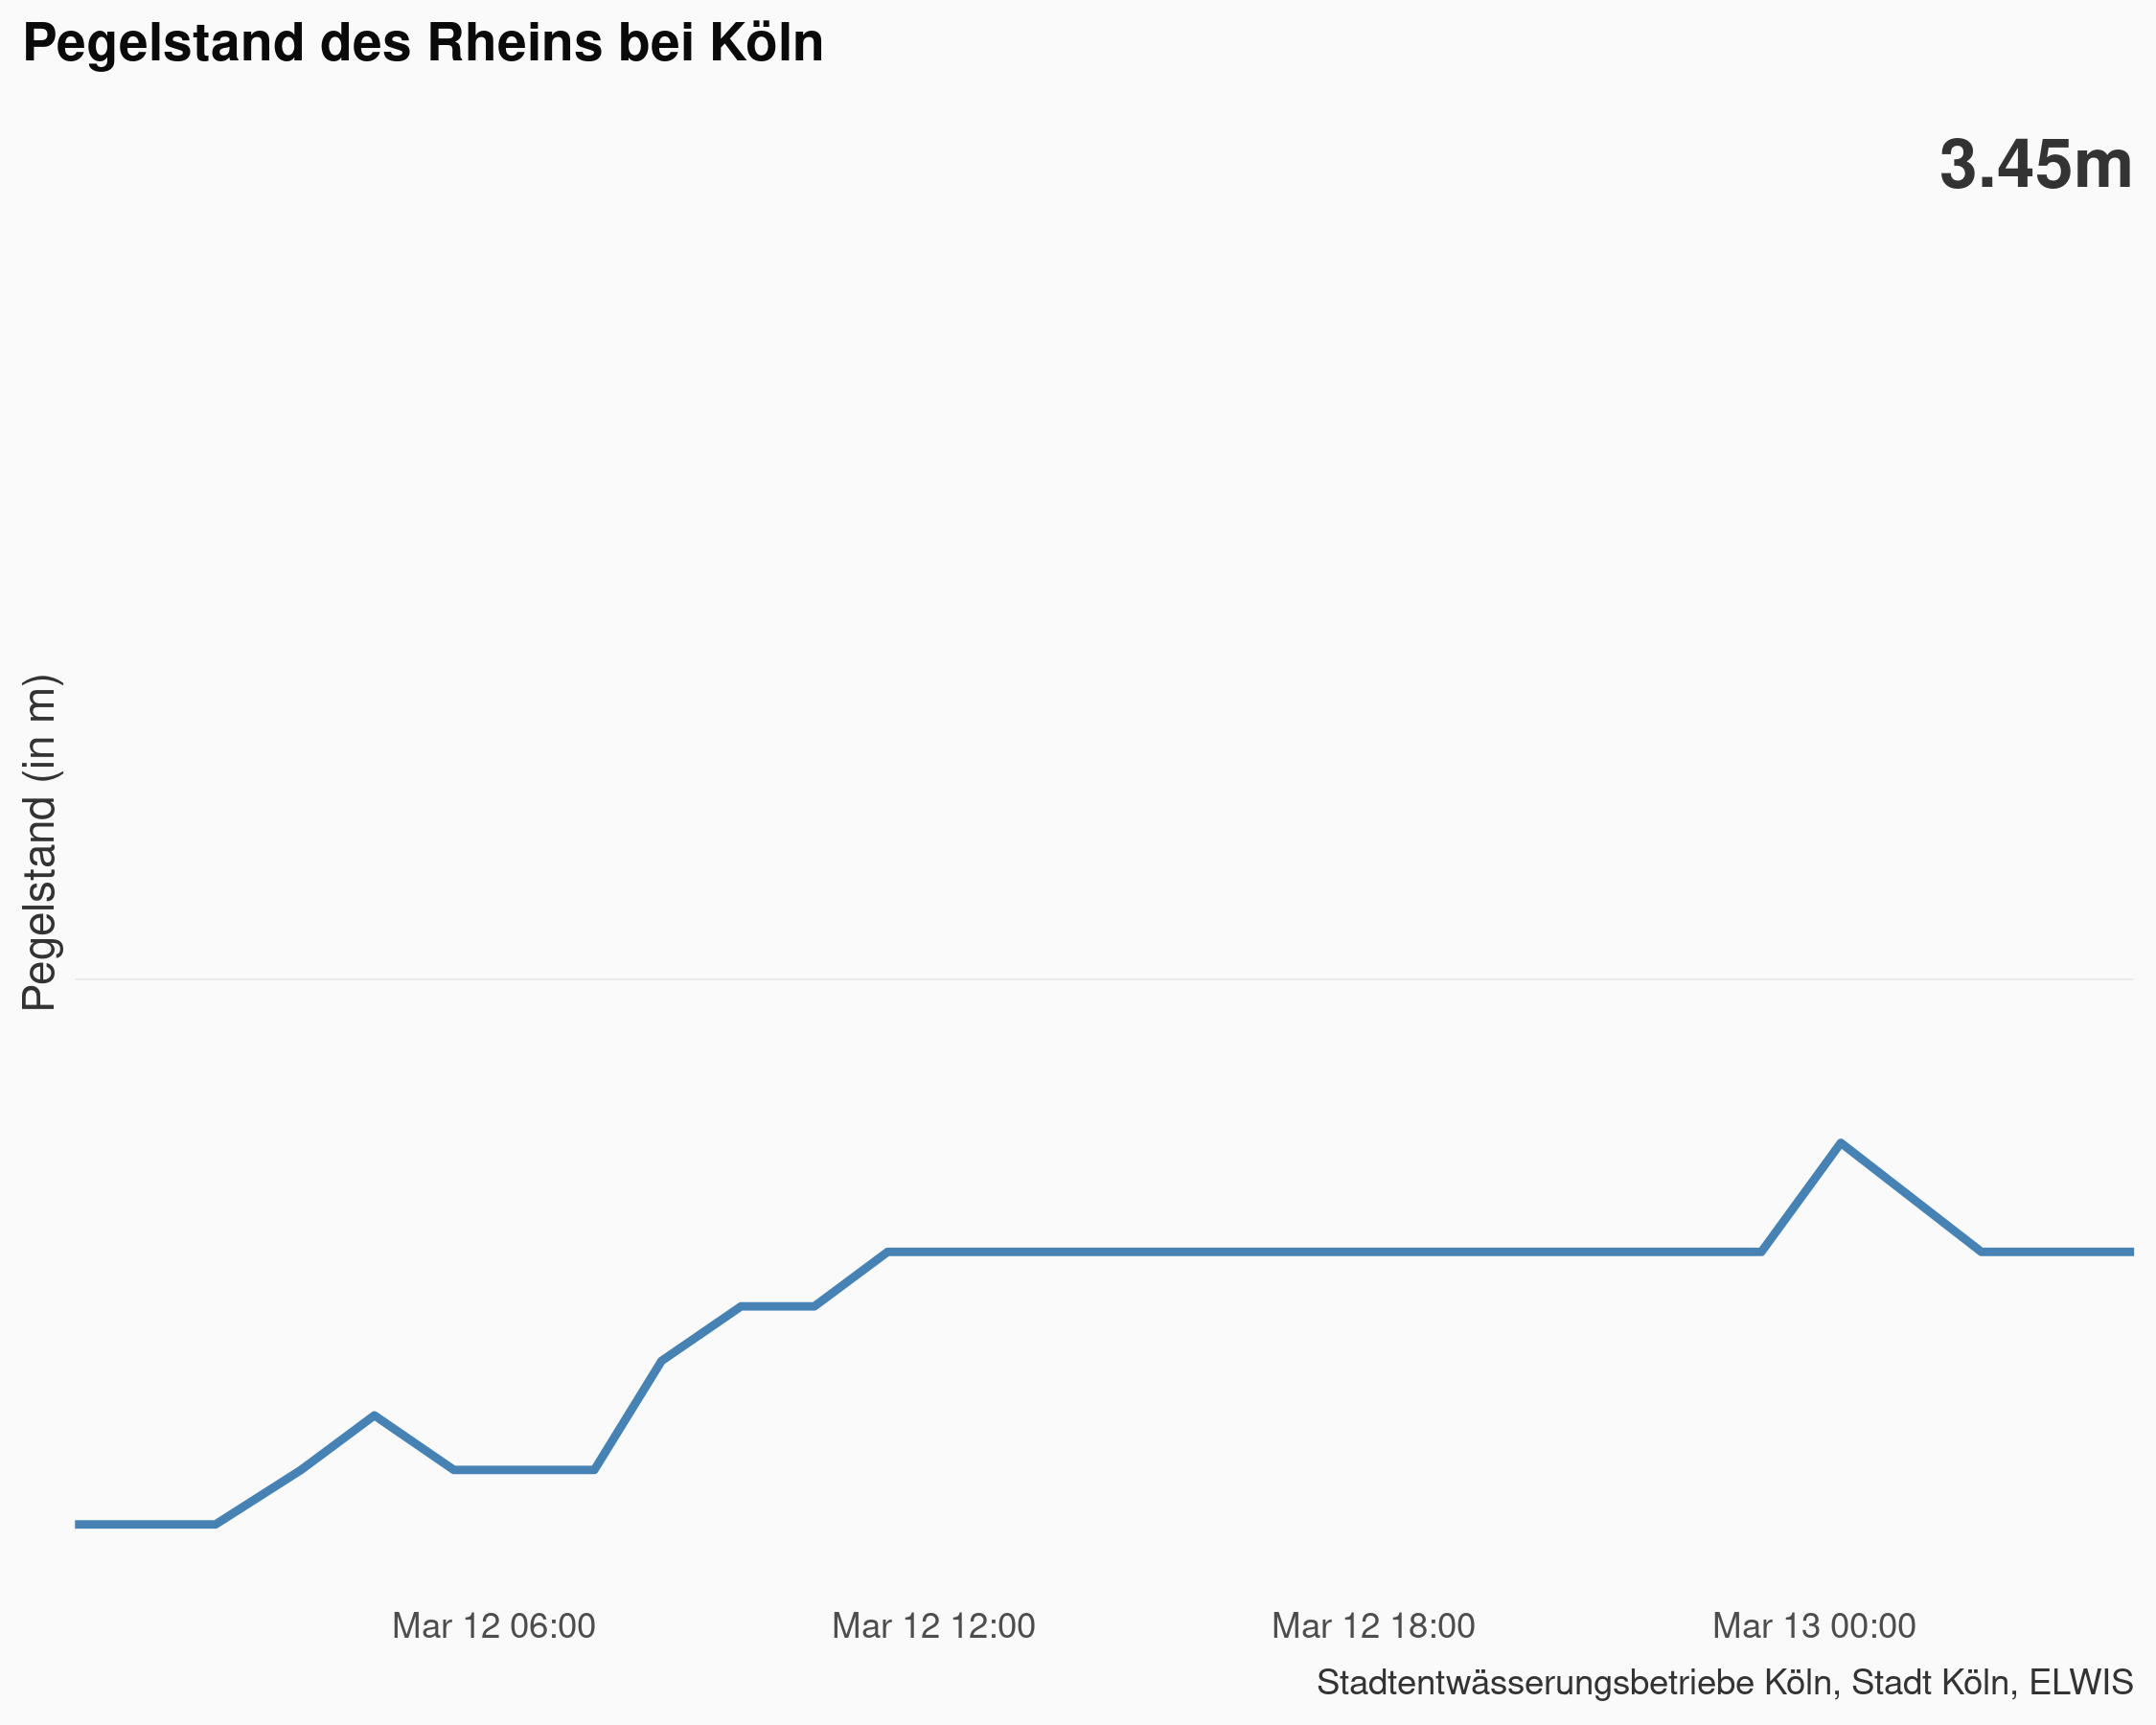 Pegelstand des Rheins bei Köln
3.45m
Pegelstand (in m)
Mar 12 06:00
Mar 12 12:00
Mar 12 18:00
Mar 13 00:00
Stadtentwässerungsbetriebe Köln, Stadt Köln, ELWIS